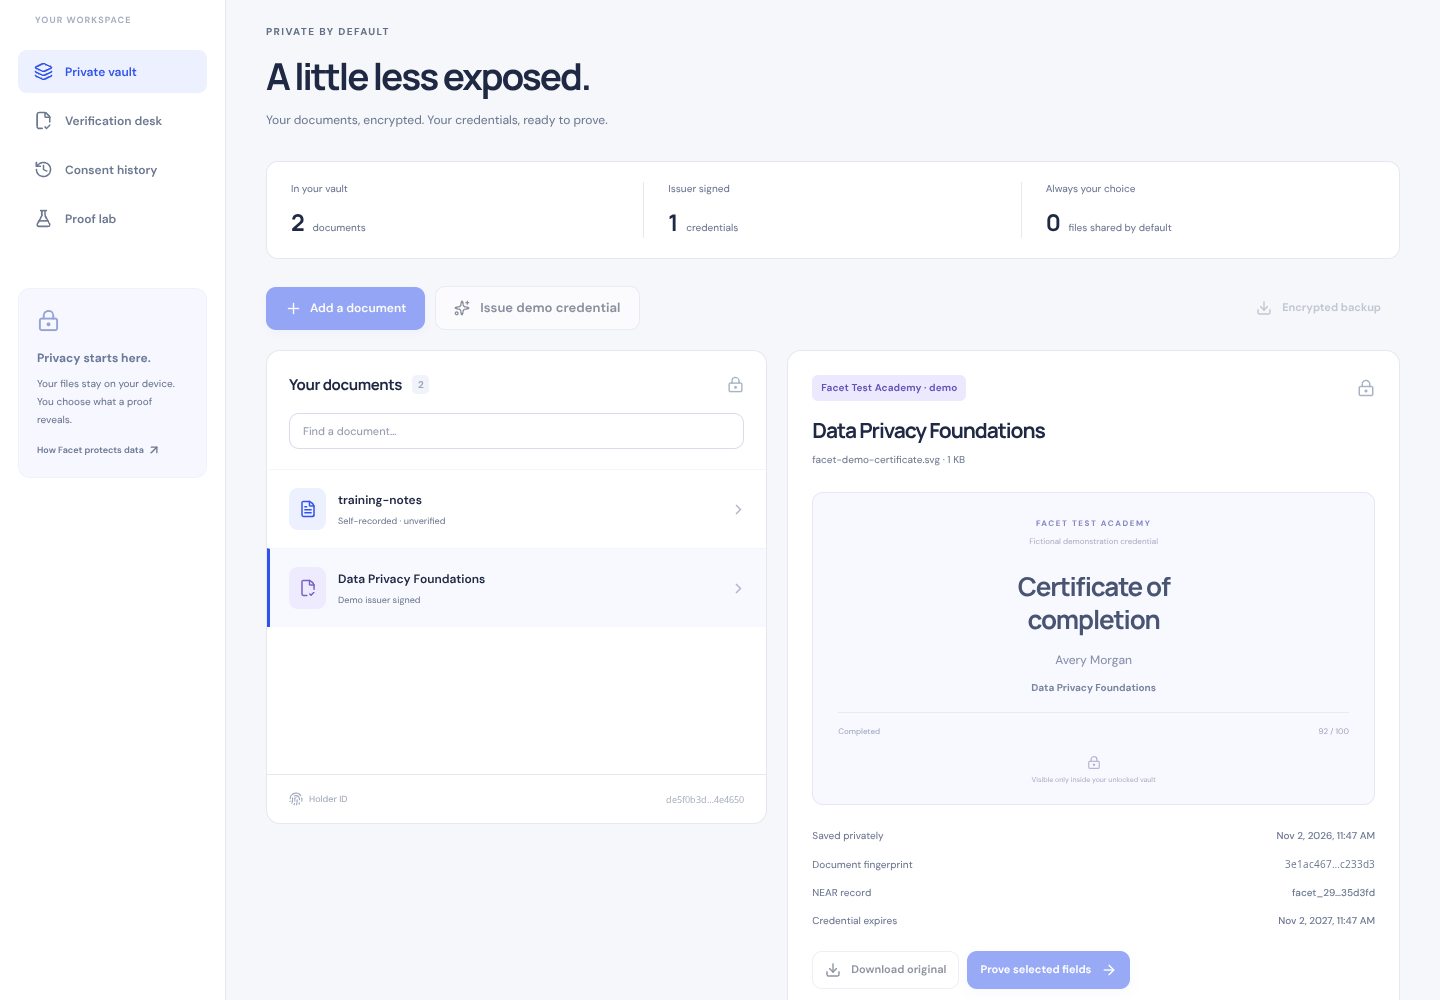 YOUR WORKSPACE
Private vault
Verification desk
Consent history
Proof lab
Privacy starts here.
Your files stay on your device.
You choose what a proof
reveals.
How Facet protects data
PRIVATE BY DEFAULT
A little less exposed.
Your documents, encrypted. Your credentials, ready to prove.
In your vault
2 documents
Issuer signed
1 credentials
Always your choice
0 files shared by default
Add a document
Issue demo credential
Encrypted backup
Your documents 2
Find a document...
training-notes
Self-recorded · unverified
Data Privacy Foundations
Demo issuer signed
Holder ID
de5f0b3d...4e4650
Facet Test Academy · demo
Data Privacy Foundations
facet-demo-certificate.svg · 1 KB
FACET TEST ACADEMY
Fictional demonstration credential
Certificate of
completion
Avery Morgan
Data Privacy Foundations
Completed
92 / 100
Visible only inside your unlocked vault
Saved privately
Nov 2, 2026, 11:47 AM
Document fingerprint
3e1ac467...c233d3
NEAR record
facet_29...35d3fd
Credential expires
Nov 2, 2027, 11:47 AM
Download original
Prove selected fields